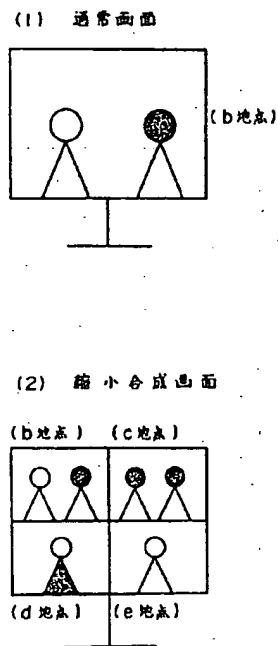 (1) 通常画面
(b地点)
(2) 縮小合成画面
(b地点) (c地点)
(d地点) (e地点)